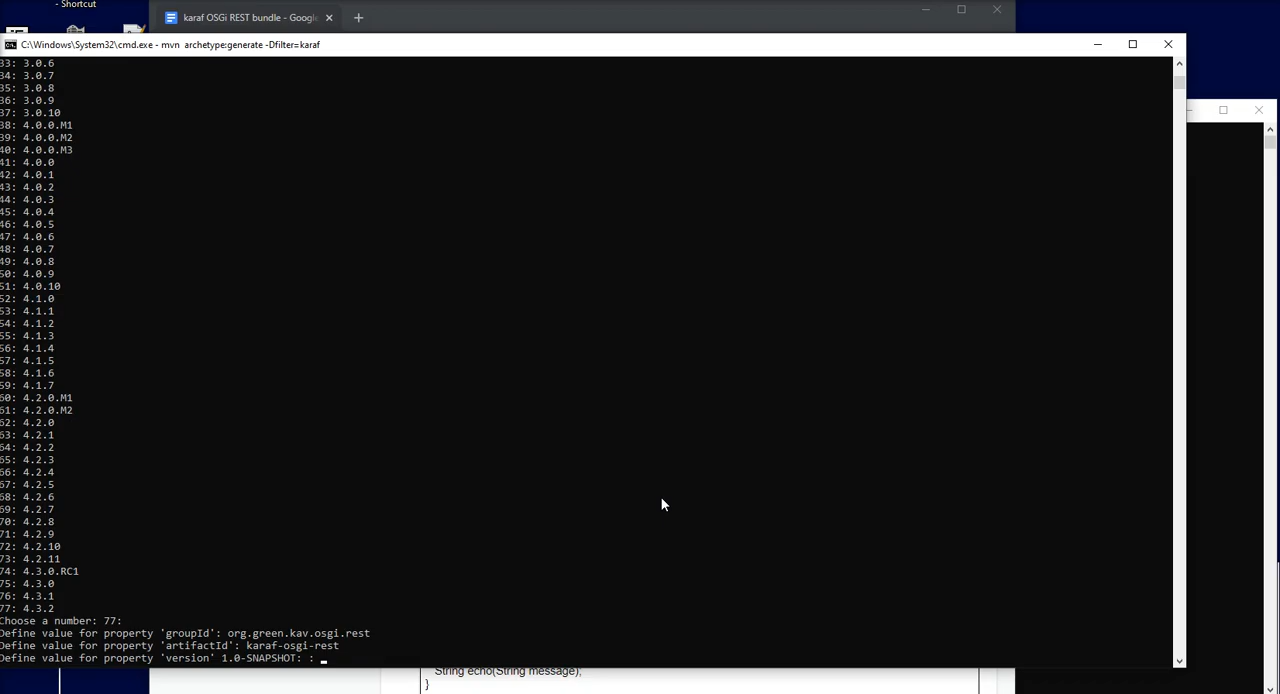 - Shortcut
karaf OSGi REST bundle - Google
C:\Windows\System32\cmd.exe - mvn archetype:generate -Dfilter=karaf
33: 3.0.6
34: 3.0.7
35: 3.0.8
36: 3.0.9
37: 3.0.10
38: 4.0.0.M1
39: 4.0.0.M2
40: 4.0.0.M3
41: 4.0.0
42: 4.0.1
43: 4.0.2
44: 4.0.3
45: 4.0.4
46: 4.0.5
47: 4.0.6
48: 4.0.7
49: 4.0.8
50: 4.0.9
51: 4.0.10
52: 4.1.0
53: 4.1.1
54: 4.1.2
55: 4.1.3
56: 4.1.4
57: 4.1.5
58: 4.1.6
59: 4.1.7
60: 4.2.0.M1
61: 4.2.0.M2
62: 4.2.0
63: 4.2.1
64: 4.2.2
65: 4.2.3
66: 4.2.4
67: 4.2.5
68: 4.2.6
69: 4.2.7
70: 4.2.8
71: 4.2.9
72: 4.2.10
73: 4.2.11
74: 4.3.0.RC1
75: 4.3.0
76: 4.3.1
77: 4.3.2
Choose a number: 77:
Define value for property 'groupId': org.green.kav.osgi.rest
Define value for property 'artifactId': karaf-osgi-rest
Define value for property 'version' 1.0-SNAPSHOT: :
String echo(String message);
}